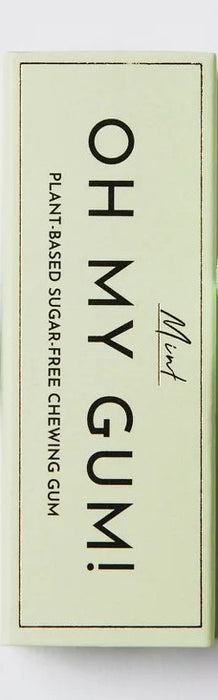 Mint
OH MY GUM!
PLANT-BASED SUGAR-FREE CHEWING GUM